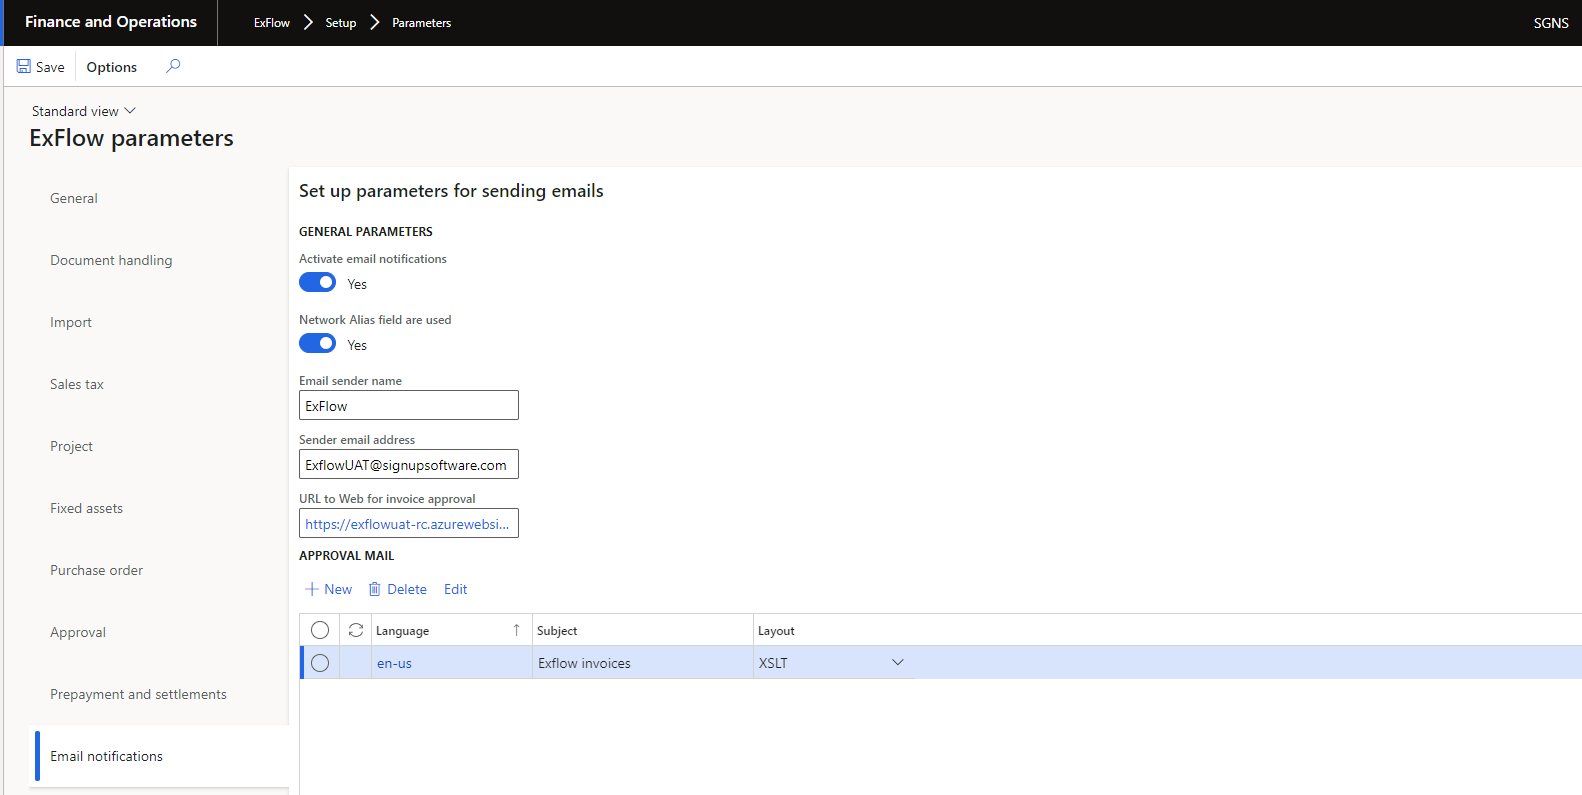 Finance and Operations
ExFlow Setup Parameters
SGNS
Save Options
Standard view
ExFlow parameters
General
Document handling
Import
Sales tax
Project
Fixed assets
Purchase order
Approval
Prepayment and settlements
Email notifications
Set up parameters for sending emails
GENERAL PARAMETERS
Activate email notifications
Yes
Network Alias field are used
Yes
Email sender name
ExFlow
Sender email address
ExflowUAT@signupsoftware.com
URL to Web for invoice approval
https://exflowuat-rc.azurewebsi...
APPROVAL MAIL
New Delete Edit
Language Subject Layout
en-us Exflow invoices XSLT